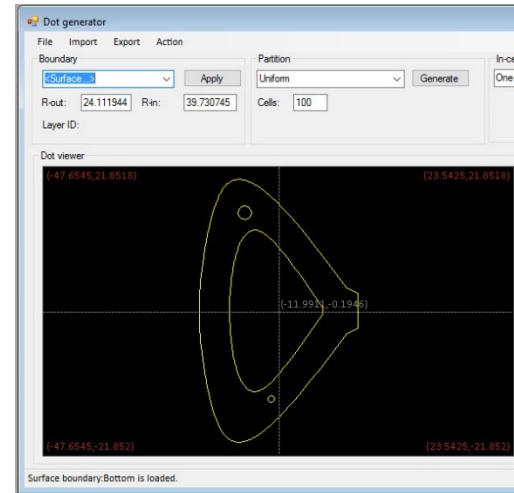 Dot generator
File Import Export Action
Boundary Partition In-ce
<Surface...> Apply Uniform Generate One
R-out: 24.111944 R-in: 39.730745 Cells: 100
Layer ID:
Dot viewer
(-47.6545,21.8518) (23.5425,21.8518)
(-11.9911,-0.1946)
(-47.6545,-21.852) (23.5425,-21.852)
Surface boundary:Bottom is loaded.